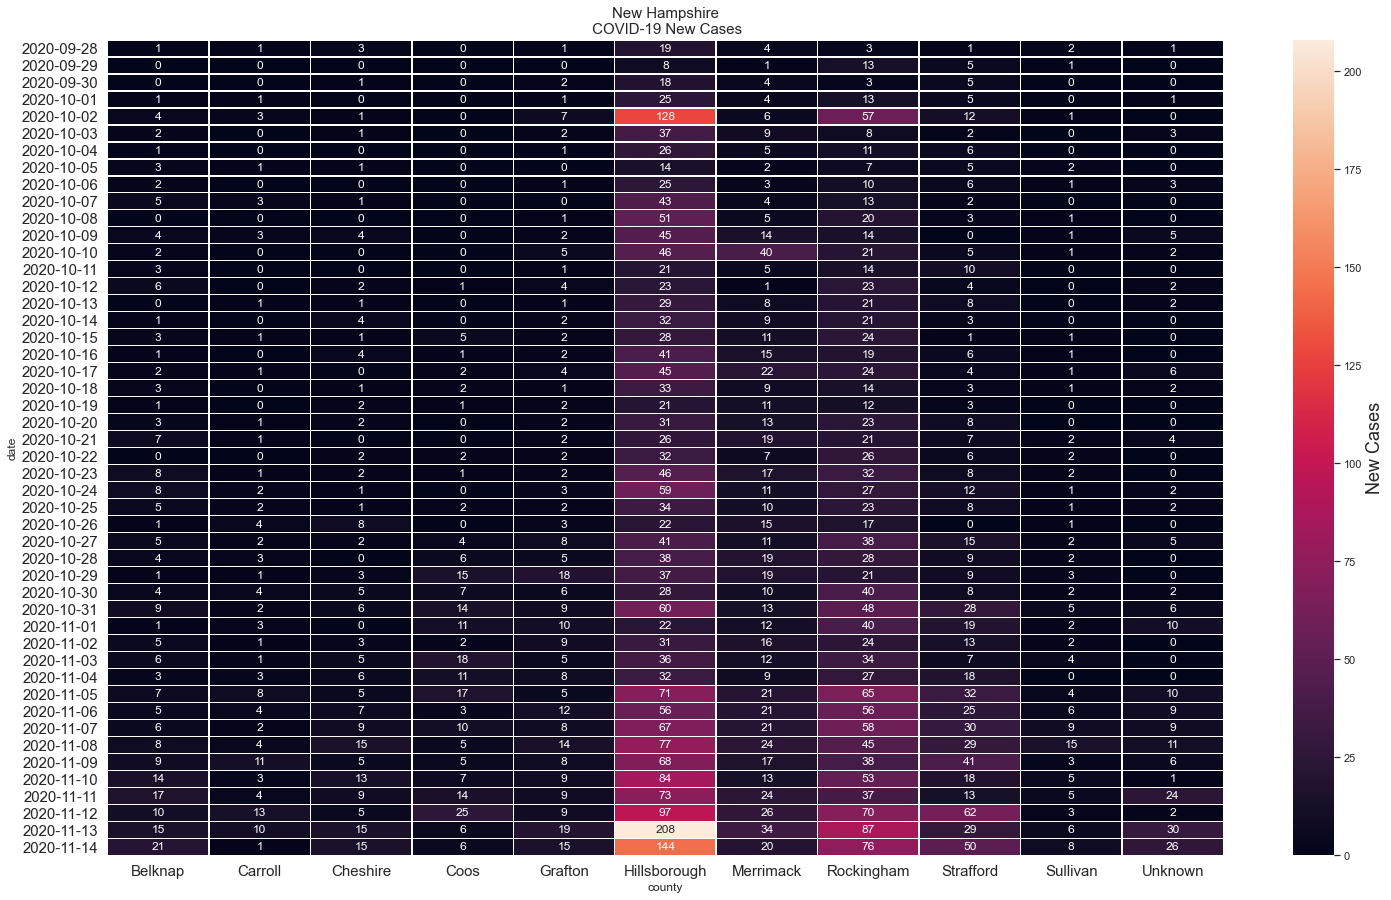 New Hampshire
COVID-19 New Cases
2020-09-28 1 1 3 0 1 19 4 3 1 2 1
2020-09-29 0 0 0 0 0 8 1 13 5 1 0
2020-09-30 0 0 1 0 2 18 4 3 5 0 0
2020-10-01 1 1 0 0 1 25 4 13 5 0 1
2020-10-02 4 3 1 0 7 128 6 57 12 1 0
2020-10-03 2 0 1 0 2 37 9 8 2 0 3
2020-10-04 1 0 0 0 1 26 5 11 6 0 0
2020-10-05 3 1 1 0 0 14 2 7 5 2 0
2020-10-06 2 0 0 0 1 25 3 10 6 1 3
2020-10-07 5 3 1 0 0 43 4 13 2 0 0
2020-10-08 0 0 0 0 1 51 5 20 3 1 0
2020-10-09 4 3 4 0 2 45 14 14 0 1 5
2020-10-10 2 0 0 0 5 46 40 21 5 1 2
2020-10-11 3 0 0 0 1 21 5 14 10 0 0
2020-10-12 6 0 2 1 4 23 1 23 4 0 2
2020-10-13 0 1 1 0 1 29 8 21 8 0 2
2020-10-14 1 0 4 0 2 32 9 21 3 0 0
2020-10-15 3 1 1 5 2 28 11 24 1 1 0
2020-10-16 1 0 4 1 2 41 15 19 6 1 0
2020-10-17 2 1 0 2 4 45 22 24 4 1 6
2020-10-18 3 0 1 2 1 33 9 14 3 1 2
2020-10-19 1 0 2 1 2 21 11 12 3 0 0
2020-10-20 3 1 2 0 2 31 13 23 8 0 0
2020-10-21 7 1 0 0 2 26 19 21 7 2 4
2020-10-22 0 0 2 2 2 32 7 26 6 2 0
2020-10-23 8 1 2 1 2 46 17 32 8 2 0
2020-10-24 8 2 1 0 3 59 11 27 12 1 2
2020-10-25 5 2 1 2 2 34 10 23 8 1 2
2020-10-26 1 4 8 0 3 22 15 17 0 1 0
2020-10-27 5 2 2 4 8 41 11 38 15 2 5
2020-10-28 4 3 0 6 5 38 19 28 9 2 0
2020-10-29 1 1 3 15 18 37 19 21 9 3 0
2020-10-30 4 4 5 7 6 28 10 40 8 2 2
2020-10-31 9 2 6 14 9 60 13 48 28 5 6
2020-11-01 1 3 0 11 10 22 12 40 19 2 10
2020-11-02 5 1 3 2 9 31 16 24 13 2 0
2020-11-03 6 1 5 18 5 36 12 34 7 4 0
2020-11-04 3 3 6 11 8 32 9 27 18 0 0
2020-11-05 7 8 5 17 5 71 21 65 32 4 10
2020-11-06 5 4 7 3 12 56 21 56 25 6 9
2020-11-07 6 2 9 10 8 67 21 58 30 9 9
2020-11-08 8 4 15 5 14 77 24 45 29 15 11
2020-11-09 9 11 5 5 8 68 17 38 41 3 6
2020-11-10 14 3 13 7 9 84 13 53 18 5 1
2020-11-11 17 4 9 14 9 73 24 37 13 5 24
2020-11-12 10 13 5 25 9 97 26 70 62 3 2
2020-11-13 15 10 15 6 19 208 34 87 29 6 30
2020-11-14 21 1 15 6 15 144 20 76 50 8 26
Belknap Carroll Cheshire Coos Grafton Hillsborough Merrimack Rockingham Strafford Sullivan Unknown
county
date
200
175
150
125
100
75
50
25
0
New Cases